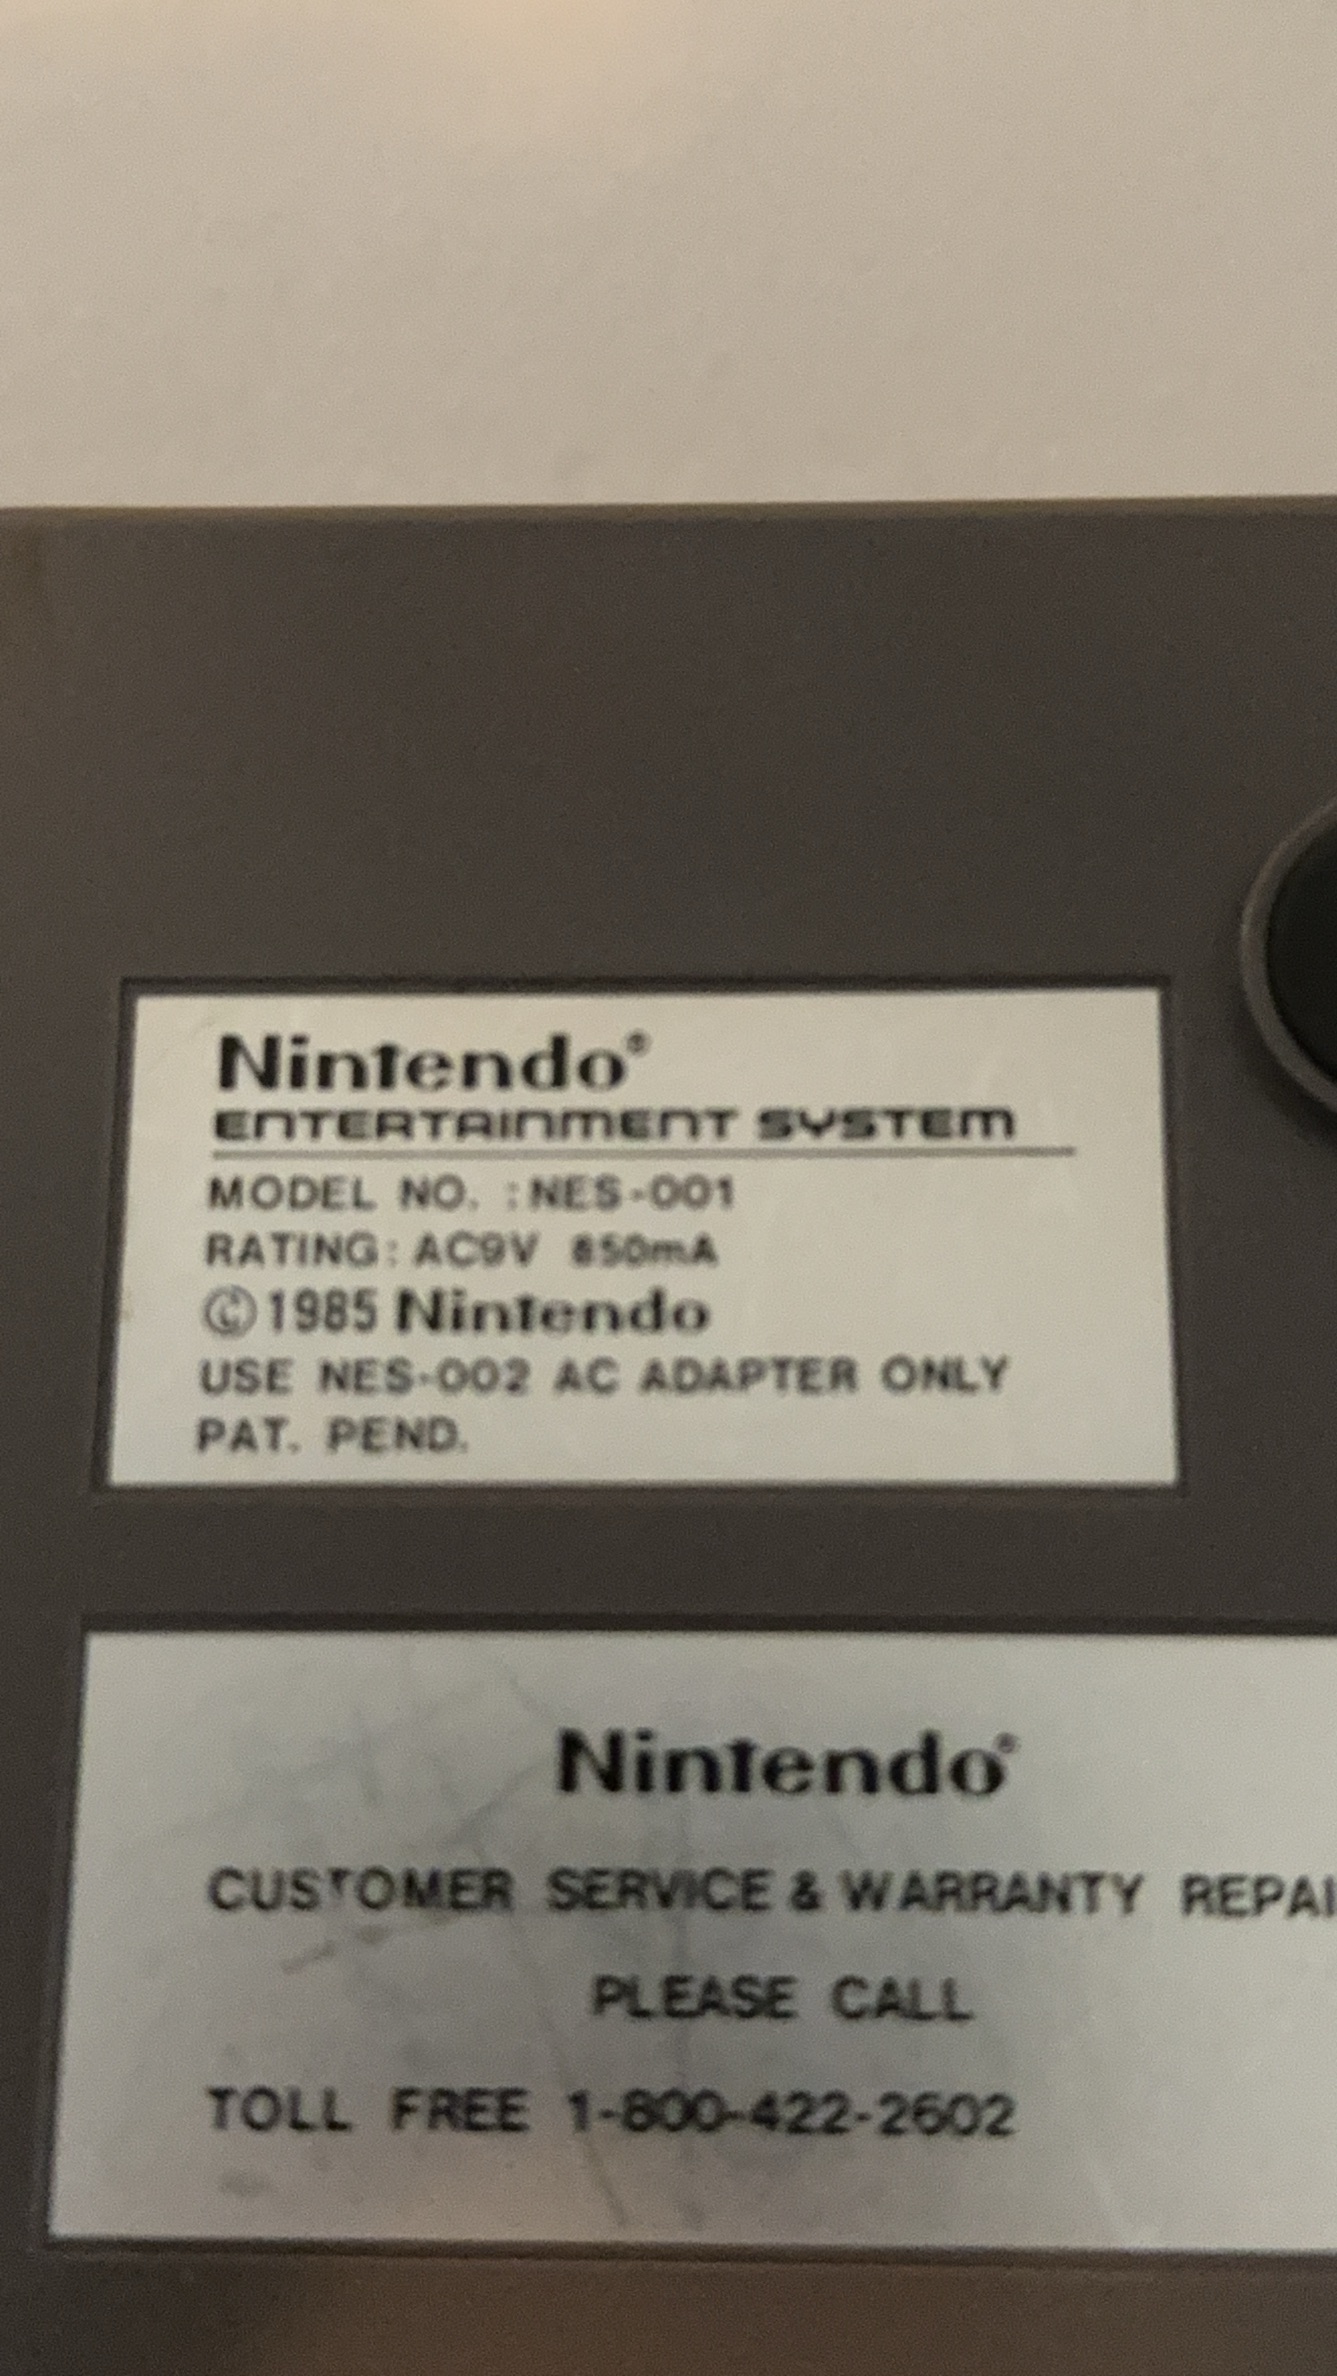 Nintendo®
ENTERTAINMENT SYSTEM
MODEL NO. :NES-001
RATING: AC9V 850mA
©1985 Nintendo
USE NES-002 AC ADAPTER ONLY
PAT. PEND.
Nintendo®
CUSTOMER SERVICE & WARRANTY REPAI
PLEASE CALL
TOLL FREE 1-800-422-2602